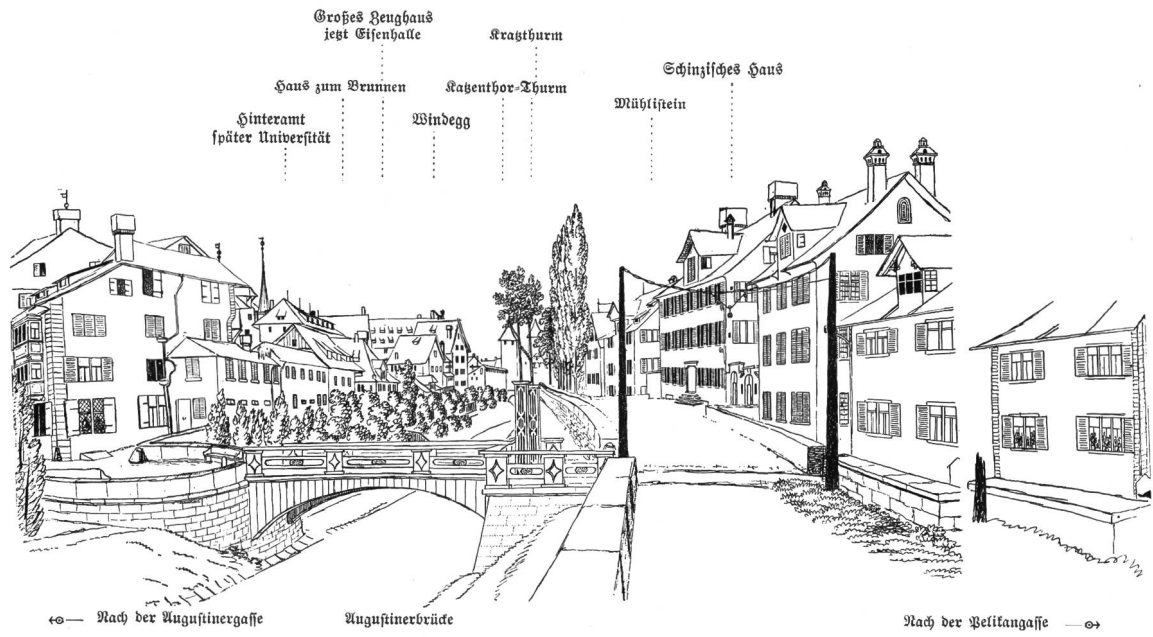 Großes Zeughaus
jetzt Eisenhalle
Kratzthurm
Schinzisches Haus
Haus zum Brunnen
Katzenthor-Thurm
Mühlistein
Hinteramt
später Universität
Windegg
Nach der Augustinergasse
Augustinerbrücke
Nach der Pelikangasse